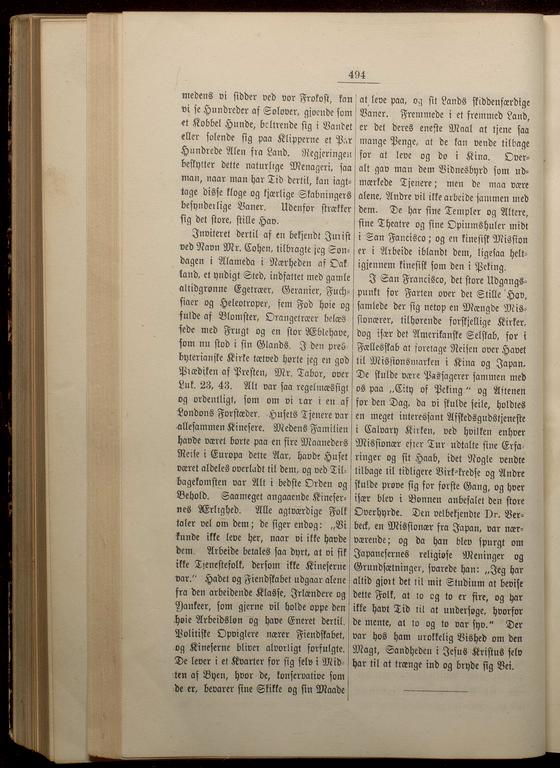 494
medens vi sidder ved vor Frokost, kan
vi se Hundreder af Søløver, gjøende som
et Kobbel Hunde, boltrende sig i Vandet
eller solende sig paa Klipperne et Par
Hundrede Alen fra Land. Regjeringen
beskytter dette naturlige Menageri, saa
man, naar man har Tid dertil, kan iagt-
tage disse kloge og kjærlige Skabningers
besynderlige Vaner. Udenfor strækker
sig det store, stille Hav.
Inviteret dertil af en bekjendt Jurist
ved Navn Mr. Cohen, tilbragte jeg Søn-
dagen i Alameda i Nærheden af Oak-
land, et yndigt Sted, indfattet med gamle
altidgrønne Egetræer, Geranier, Fuch-
siaer og Heleotroper, sem Fod høie og
fulde af Blomster, Orangetræer belæs-
sede med Frugt og en stor Æblehave,
som nu stod i sin Glands. I den pres-
byterianske Kirke tætved hørte jeg en god
Prædiken af Presten, Mr. Tabor, over
Luk. 23, 43. Alt var saa regelmæssigt
og ordentligt, som om vi var i en af
Londons Forstæder. Husets Tjenere var
allesammen Kinesere. Medens Familien
havde været borte paa en fire Maaneders
Reise i Europa dette Aar, havde Huset
været aldeles overladt til dem, og ved Til-
bagekomsten var Alt i bedste Orden og
Behold. Saameget angaaende Kineser-
nes Ærlighed. Alle agtværdige Folk
taler vel om dem; de siger endog: „Vi
kunde ikke leve her, naar vi ikke havde
dem. Arbeide betales saa dyrt, at vi fik
ikke Tjenestefolk, dersom ikke Kineserne
var.“ Hadet og Fiendskabet udgaar alene
fra den arbeidende Klasse, Irlændere og
Yankeer, som gjerne vil holde oppe den
høie Arbeidsløn og have Eneret dertil.
Politiske Opviglere nærer Fiendskabet,
og Kineserne bliver alvorligt forfulgte.
De lever i et Kvarter for sig selv i Mid-
ten af Byen, hvor de, konservative som
de er, bevarer sine Skikke og sin Maade
at leve paa, og sit Lands skiddenfærdige
Vaner. Fremmede i et fremmed Land,
er det deres eneste Maal at tjene saa
mange Penge, at de kan vende tilbage
for at leve og do i Kina. Over-
alt gav man dem Vidnesbyrd som ud-
mærkede Tjenere; men de maa være
alene, Andre vil ikke arbeide sammen med
dem. De har sine Templer og Altere,
sine Theatre og sine Opiumshuler midt
i San Fancisco; og en kinesisk Mission
er i Arbeide iblandt dem, ligesaa helt-
igjennem kinesisk som den i Peking.
I San Francisco, det store Udgangs-
punkt for Farten over det Stille Hav,
samlede der sig netop en Mængde Mis-
sionærer, tilhørende forskjellige Kirker,
dog især det Amerikanske Selskab, for i
Fællesskab at foretage Reisen over Havet
til Missionsmarken i Kina og Japan.
De skulde være Passagerer sammen med
os paa „City of Peking“ og Aftenen
før den Dag, da vi skulde seile, holdtes
en meget interessant Afskedsgudstjeneste
i Calvary Kirken, ved hvilken enhver
Missionær efter Tur udtalte sine Erfa-
ringer og sit Haab, idet Nogle vendte
tilbage til tidligere Virkekredse og Andre
skulde prøve sig for første Gang, og hver
især blev i Bønnen anbefalet den store
Overhyrde. Den velbekjendte Dr. Ver-
beck, en Missionær fra Japan, var nær-
værende; og da han blev spurgt om
Japanesernes religiøse Meninger og
Grundsætninger, svarede han: „Jeg har
altid gjort det til mit Studium at bevise
dette Folk, at to og to er fire, og har
ikke havt Tid til at undersøge, hvorfor
de mente, at to og to var syv.“ Der
var hos ham urokkelig Vished om den
Magt, Sandheden i Jesus Kristus selv
har til at trænge ind og bryde sig Vei.